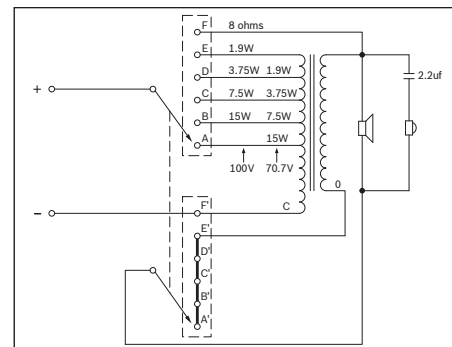 F 8 ohms
E 1.9W
D 3.75W 1.9W
C 7.5W 3.75W
2.2uf
+
B 15W 7.5W
A 15W
100V 70.7V
0
− F' C
E'
D'
C'
B'
A'